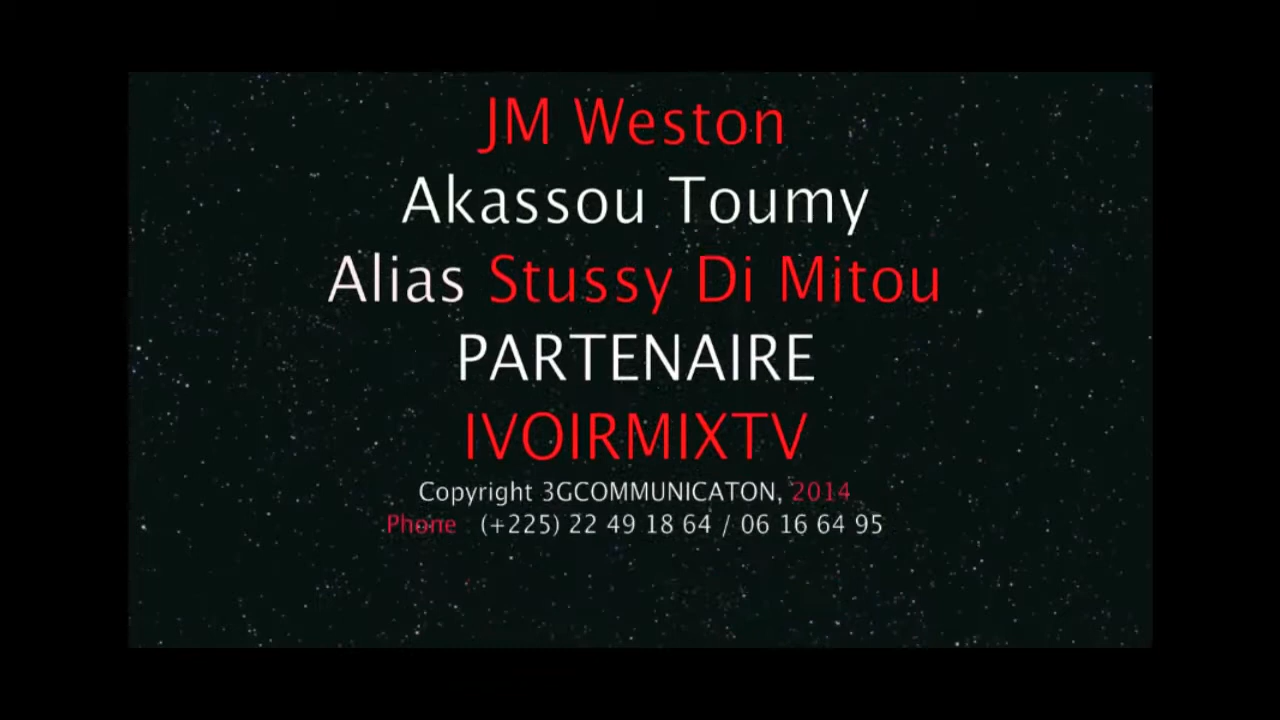 JM Weston
Akassou Toumy
Alias Stussy Di Mitou
PARTENAIRE
IVOIRMIXTV
Copyright 3GCOMMUNICATON, 2014
Phone (+225) 22 49 18 64 / 06 16 64 95